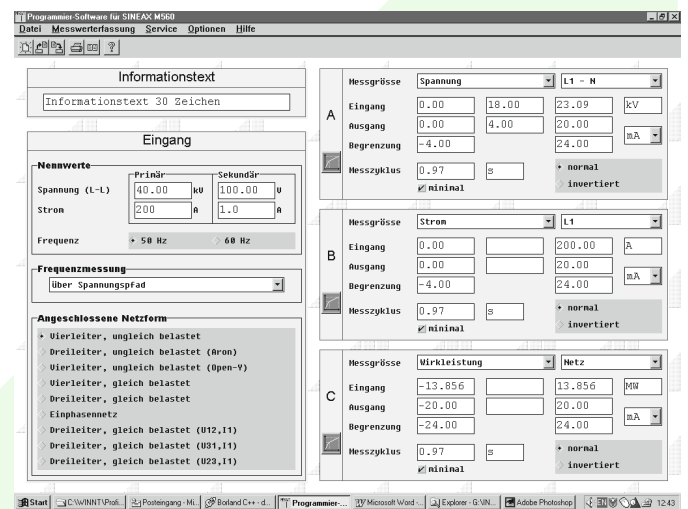 Programmier-Software für SINEAX M560
Datei Messwerterfassung Service Optionen Hilfe
Informationstext
Informationstext 30 Zeichen
Eingang
Nennwerte
Primär Sekundär
Spannung (L-L) 40.00 kV 100.00 V
Strom 200 A 1.0 A
Frequenz 50 Hz 60 Hz
Frequenzmessung
über Spannungspfad
Angeschlossene Netzform
Vierleiter, ungleich belastet
Dreileiter, ungleich belastet (Aron)
Vierleiter, ungleich belastet (Open-Y)
Vierleiter, gleich belastet
Dreileiter, gleich belastet
Einphasennetz
Dreileiter, gleich belastet (U12,I1)
Dreileiter, gleich belastet (U31,I1)
Dreileiter, gleich belastet (U23,I1)
A
Messgrösse Spannung L1 - N
Eingang 0.00 18.00 23.09 kV
Ausgang 0.00 4.00 20.00 mA
Begrenzung -4.00 24.00
Messzyklus 0.97 s normal
minimal invertiert
B
Messgrösse Strom L1
Eingang 0.00 200.00 A
Ausgang 0.00 20.00 mA
Begrenzung -4.00 24.00
Messzyklus 0.97 s normal
minimal invertiert
C
Messgrösse Wirkleistung Netz
Eingang -13.856 13.856 MW
Ausgang -20.00 20.00 mA
Begrenzung -24.00 24.00
Messzyklus 0.97 s normal
minimal invertiert
Start C:\WINNT\Profi... Posteingang - Mi... Borland C++ - d... Programmier-... Microsoft Word -... Explorer - G:\IN... Adobe Photoshop EN 12:43